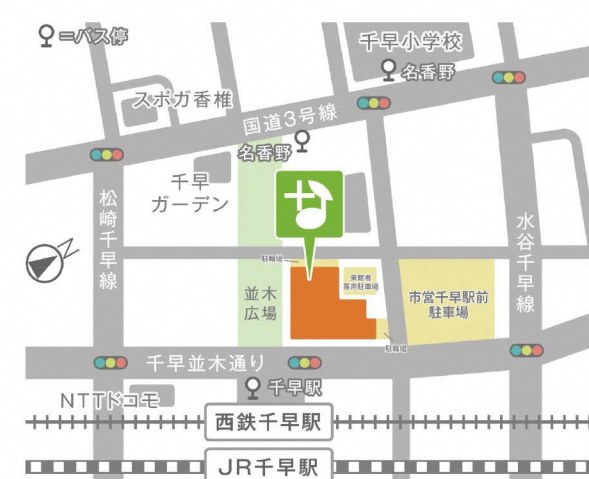 =バス停
千早小学校
名香野
スポガ香椎
国道3号線
名香野
千早
ガーデン
松崎千早線
水谷千早線
駐輪場
来館者
専用駐車場
並木
広場
市営千早駅前
駐車場
駐輪場
千早並木通り
千早駅
NTTドコモ
西鉄千早駅
JR千早駅
N